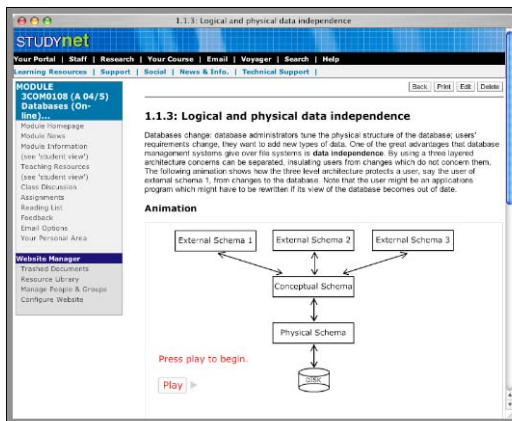 1.1.3: Logical and physical data independence
STUDYnet
Your Portal | Staff | Research | Your Course | Email | Voyager | Search | Help
Learning Resources | Support | Social | News & Info. | Technical Support |
MODULE
3COM0108 (A 04/5)
Databases (On-
line)...
Module Homepage
Module News
Module Information
(see 'student view')
Teaching Resources
(see 'student view')
Class Discussion
Assignments
Reading List
Feedback
Email Options
Your Personal Area
Website Manager
Trashed Documents
Resource Library
Manage People & Groups
Configure Website
Back Print Edit Delete
1.1.3: Logical and physical data independence
Databases change: database administrators tune the physical structure of the database; users'
requirements change, they want to add new types of data. One of the great advantages that database
management systems give over file systems is data independence. By using a three layered
architecture concerns can be separated, insulating users from changes which do not concern them.
The following animation shows how the three level architecture protects a user, say the user of
external schema 1, from changes to the database. Note that the user might be an applications
program which might have to be rewritten if its view of the database becomes out of date.
Animation
External Schema 1 External Schema 2 External Schema 3
Conceptual Schema
Physical Schema
Press play to begin.
Play
DISK